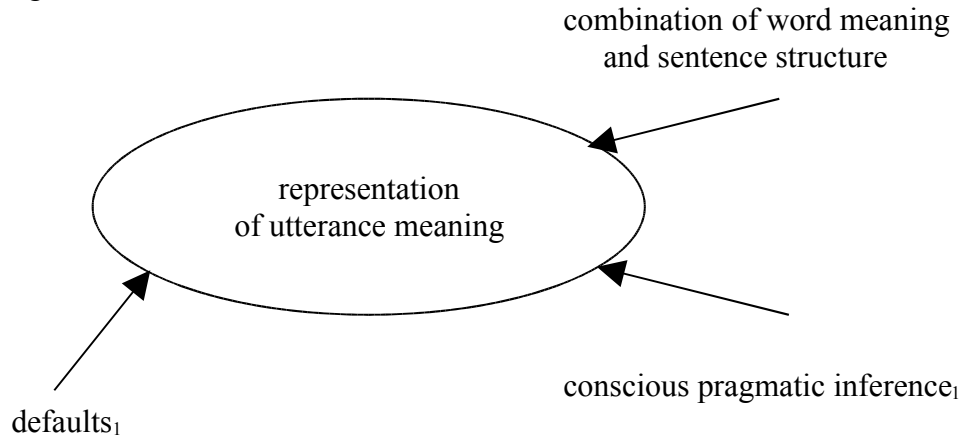 combination of word meaning
and sentence structure
representation
of utterance meaning
conscious pragmatic inference₁
defaults₁